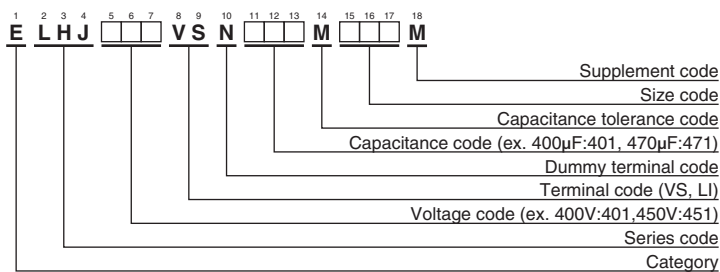 1 2 3 4 5 6 7 8 9 10 11 12 13 14 15 16 17 18
E L H J V S N M M
Supplement code
Size code
Capacitance tolerance code
Capacitance code (ex. 400µF:401, 470µF:471)
Dummy terminal code
Terminal code (VS, LI)
Voltage code (ex. 400V:401,450V:451)
Series code
Category